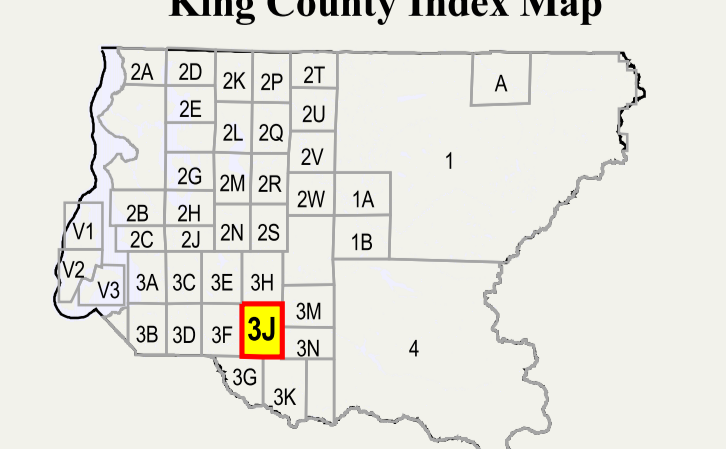 King County Index Map
2A
2D
2K
2P
2T
A
2E
2U
2L
2Q
2V
1
2G
2M
2R
2W
1A
2B
2H
V1
2C
2J
2N
2S
1B
V2
V3
3A
3C
3E
3H
3M
3B
3D
3F
3J
3N
4
3G
3K